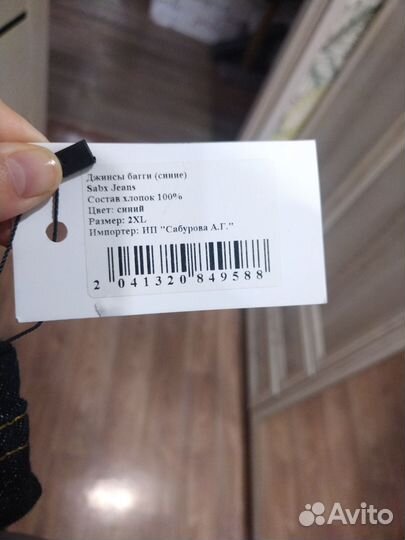 Джинсы багги (синие)
Sabx Jeans
Состав хлопок 100%
Цвет: синий
Размер: 2XL
Импортер: ИП "Сабурова А.Г."
2 041320 849588
Avito